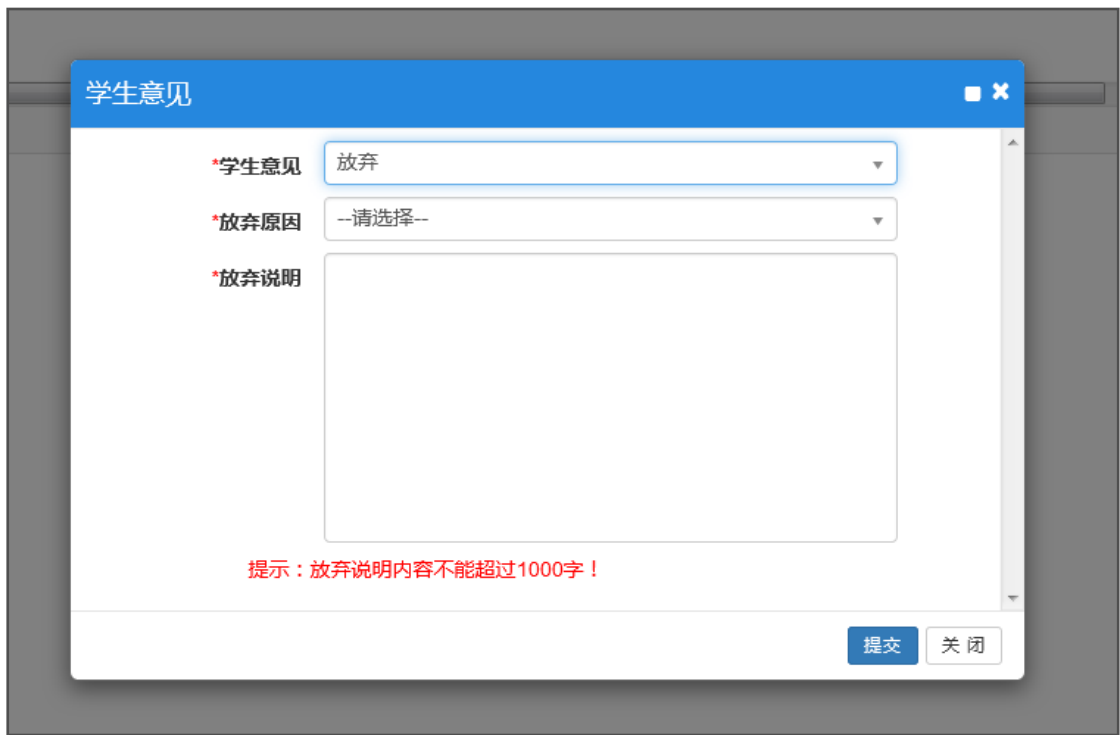 学生意见
*学生意见 放弃
*放弃原因 --请选择--
*放弃说明
提示：放弃说明内容不能超过1000字！
提交 关 闭